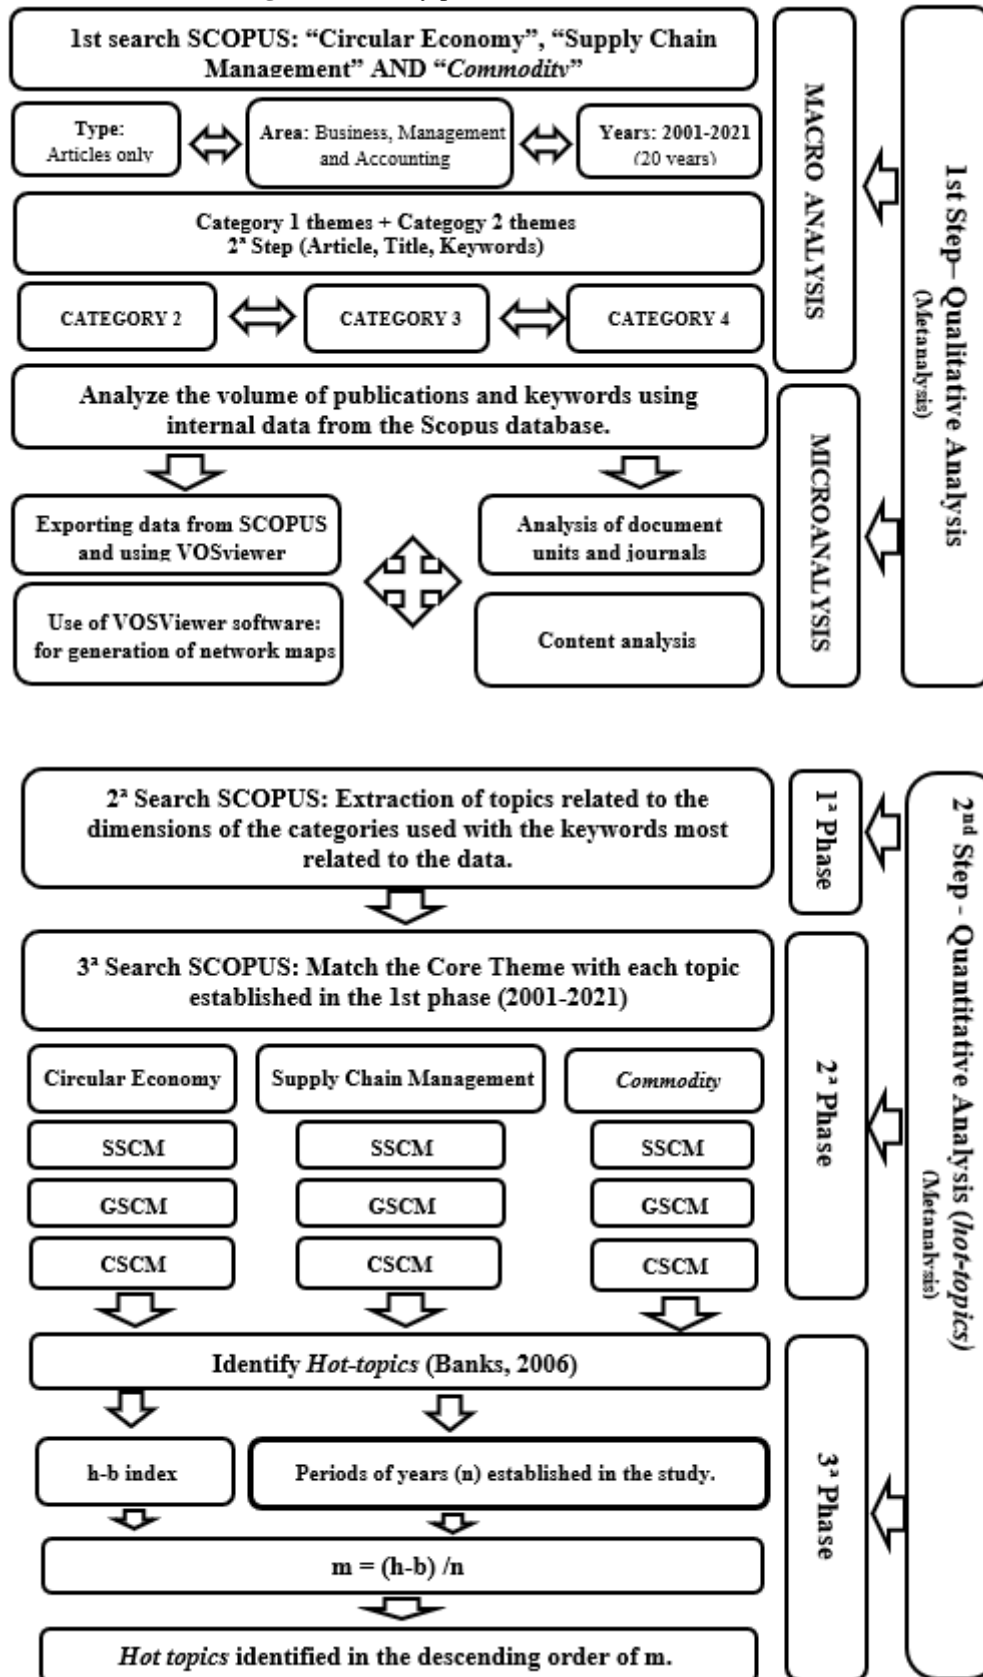 1st search SCOPUS: “Circular Economy”, “Supply Chain
Management” AND “Commodity”
Type:
Articles only
Area: Business, Management
and Accounting
Years: 2001-2021
(20 years)
Category 1 themes + Categogy 2 themes
2ª Step (Article, Title, Keywords)
CATEGORY 2
CATEGORY 3
CATEGORY 4
MACRO ANALYSIS
Analyze the volume of publications and keywords using
internal data from the Scopus database.
Exporting data from SCOPUS
and using VOSviewer
Analysis of document
units and journals
Use of VOSViewer software:
for generation of network maps
Content analysis
MICROANALYSIS
1st Step– Qualitative Analysis
(Metanalysis)
2ª Search SCOPUS: Extraction of topics related to the
dimensions of the categories used with the keywords most
related to the data.
1ª Phase
3ª Search SCOPUS: Match the Core Theme with each topic
established in the 1st phase (2001-2021)
Circular Economy
Supply Chain Management
Commodity
SSCM
SSCM
SSCM
GSCM
GSCM
GSCM
CSCM
CSCM
CSCM
2ª Phase
Identify Hot-topics (Banks, 2006)
h-b index
Periods of years (n) established in the study.
m = (h-b) /n
Hot topics identified in the descending order of m.
3ª Phase
2nd Step - Quantitative Analysis (hot-topics)
(Metanalysis)